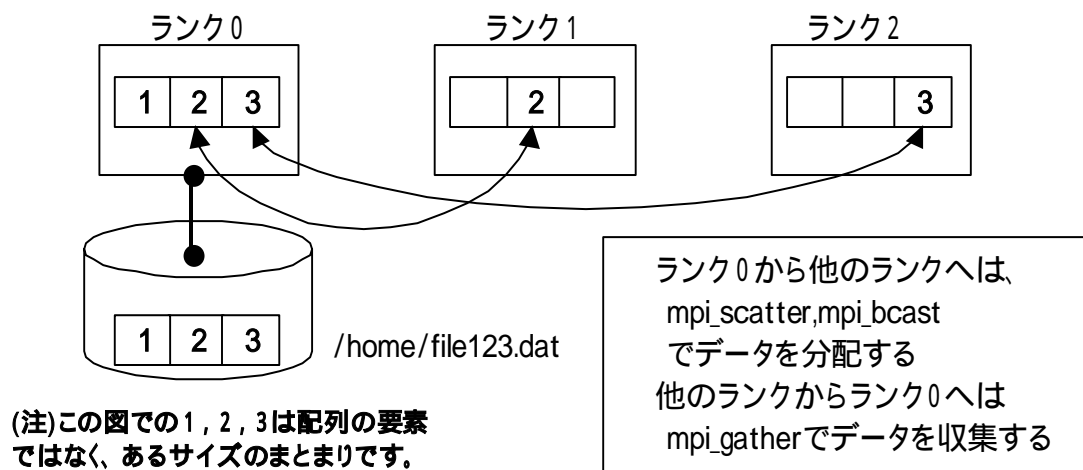 ランク0
ランク1
ランク2
1 2 3
2
3
1 2 3
/home/file123.dat
(注)この図での1,2,3は配列の要素
ではなく、あるサイズのまとまりです。
ランク0から他のランクへは、
mpi_scatter,mpi_bcast
でデータを分配する
他のランクからランク0へは
mpi_gatherでデータを収集する